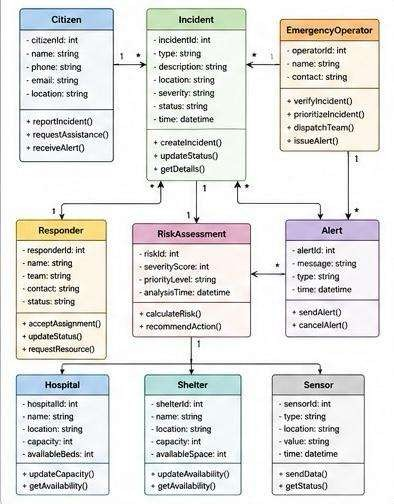 Citizen
- citizenId: int
- name: string
- phone: string
- email: string
- location: string
+ reportIncident()
+ requestAssistance()
+ receiveAlert()
1
*
Incident
- incidentId: int
- type: string
- description: string
- location: string
- severity: string
- status: string
- time: datetime
+ createIncident()
+ updateStatus()
+ getDetails()
*
1
EmergencyOperator
- operatorId: int
- name: string
- contact: string
+ verifyIncident()
+ prioritizeIncident()
+ dispatchTeam()
+ issueAlert()
*
1
*
1
1
1
1
*
Responder
- responderId: int
- name: string
- team: string
- contact: string
- status: string
+ acceptAssignment()
+ updateStatus()
+ requestResource()
RiskAssessment
- riskId: int
- severityScore: int
- priorityLevel: string
- analysisTime: datetime
+ calculateRisk()
+ recommendAction()
*
Alert
- alertId: int
- message: string
- type: string
- time: datetime
+ sendAlert()
+ cancelAlert()
1
Hospital
- hospitalId: int
- name: string
- location: string
- capacity: int
- availableBeds: int
+ updateCapacity()
+ getAvailability()
Shelter
- shelterId: int
- name: string
- location: string
- capacity: int
- availableSpace: int
+ updateAvailability()
+ getAvailability()
Sensor
- sensorId: int
- type: string
- location: string
- value: string
- time: datetime
+ sendData()
+ getStatus()